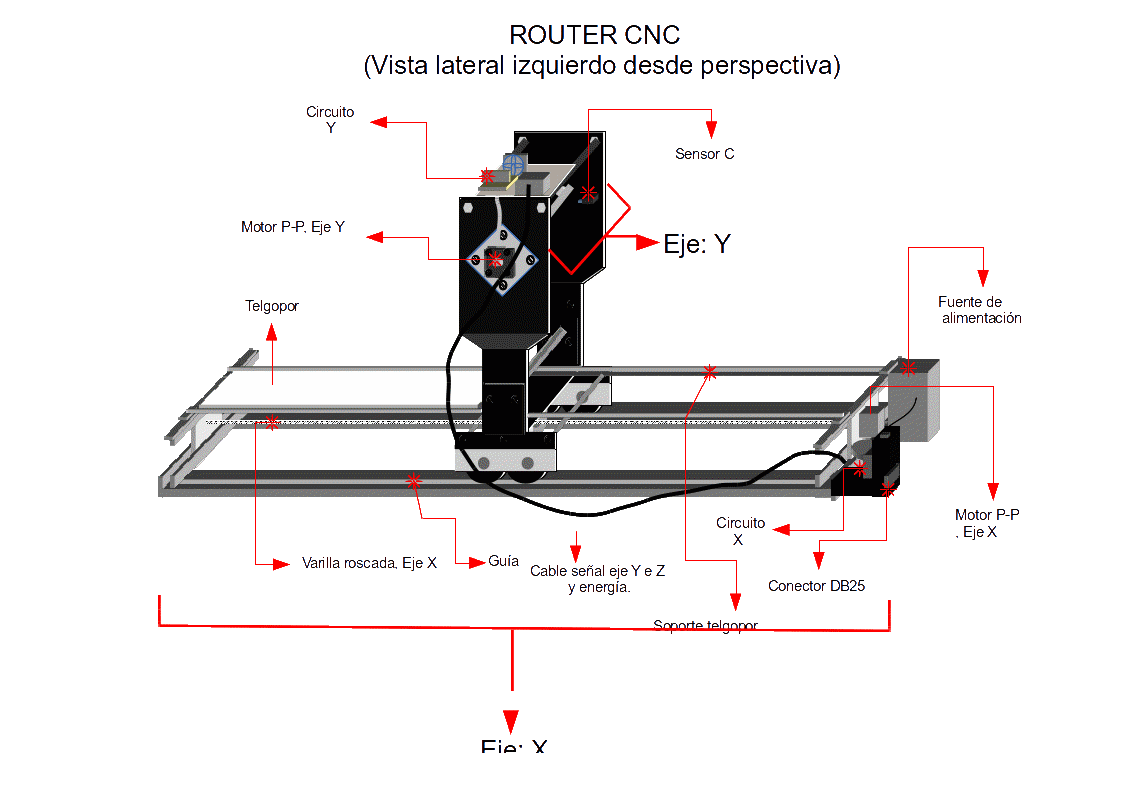 ROUTER CNC
(Vista lateral izquierdo desde perspectiva)
Circuito
Y
Sensor C
Motor P-P, Eje Y
Eje: Y
Telgopor
Fuente de
alimentación
Motor P-P
, Eje X
Circuito
X
Varilla roscada, Eje X
Guía
Cable señal eje Y e Z
y energía.
Conector DB25
Soporte telgopor
Eje: X